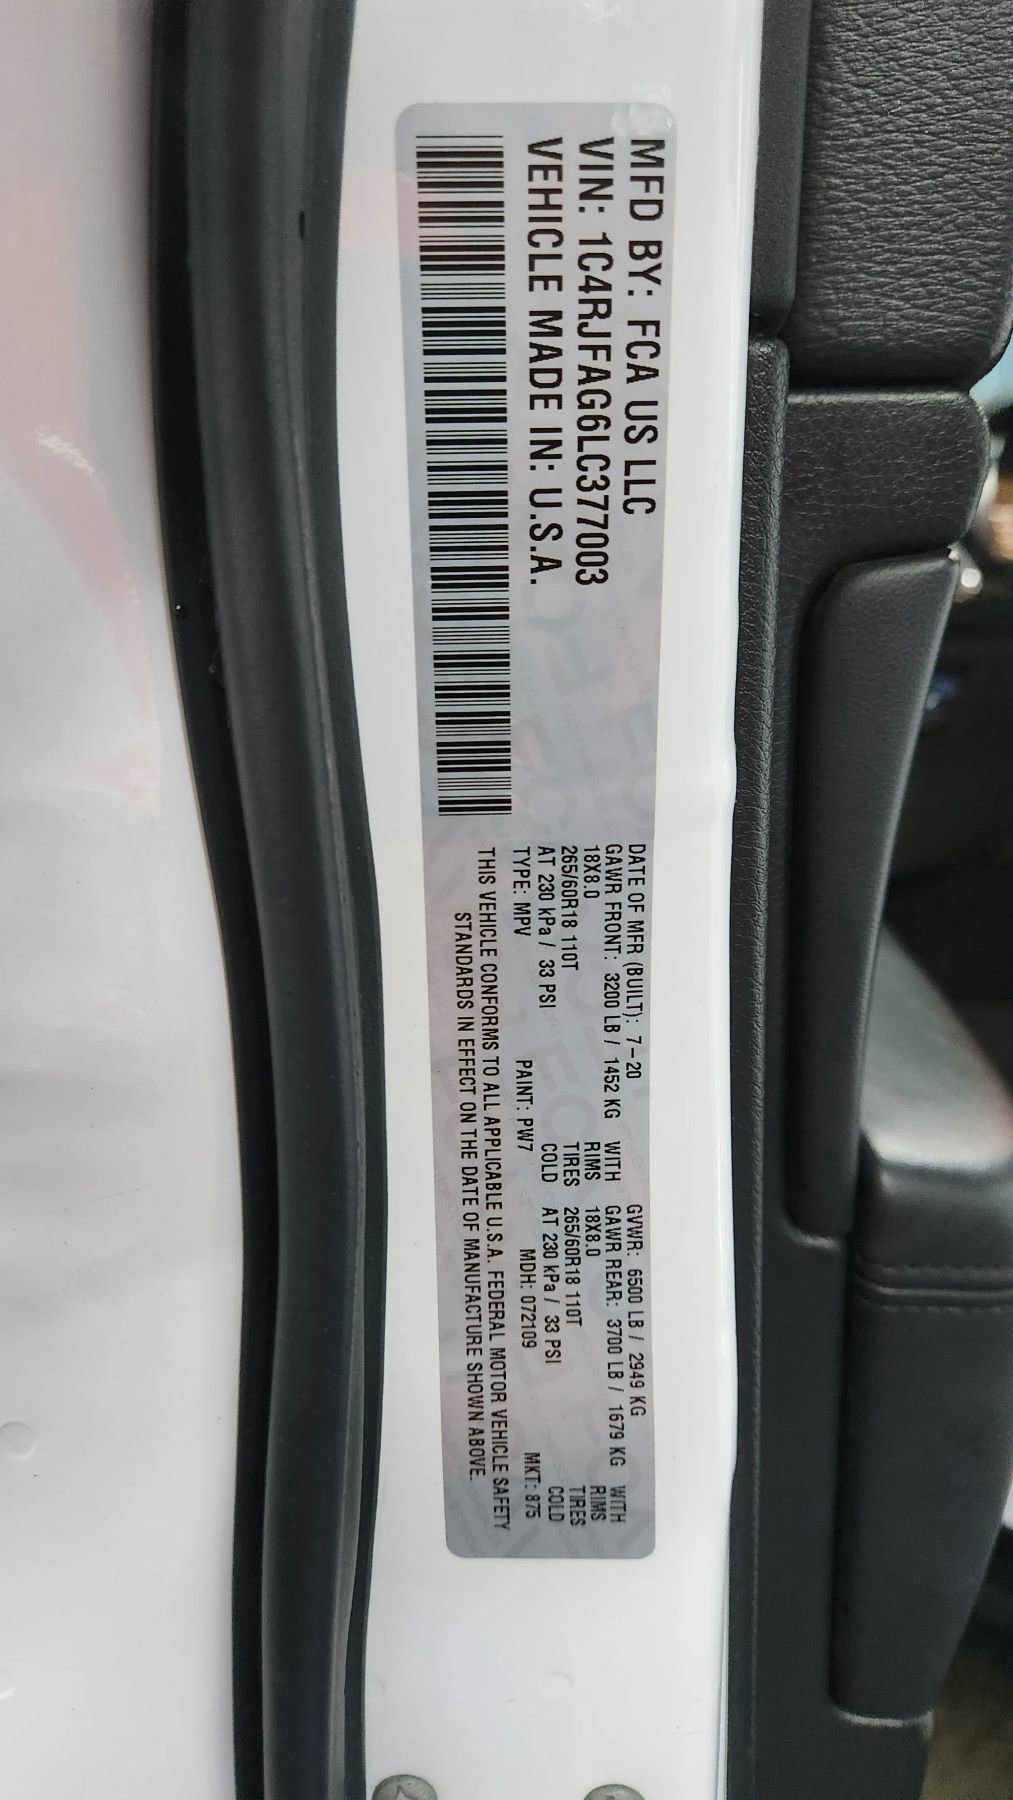 MFD BY: FCA US LLC
VIN: 1C4RJFAG6LC377003
VEHICLE MADE IN: U.S.A.
DATE OF MFR (BUILT): 7-20 GVWR: 6500 LB / 2949 KG
GAWR FRONT: 3200 LB / 1452 KG WITH GAWR REAR: 3700 LB / 1679 KG WITH
18X8.0 RIMS 18X8.0 RIMS
265/60R18 110T TIRES 265/60R18 110T TIRES
AT 230 kPa / 33 PSI COLD AT 230 kPa / 33 PSI COLD
TYPE: MPV PAINT: PW7 MDH: 072109 MKT: 875
THIS VEHICLE CONFORMS TO ALL APPLICABLE U.S.A. FEDERAL MOTOR VEHICLE SAFETY
STANDARDS IN EFFECT ON THE DATE OF MANUFACTURE SHOWN ABOVE.